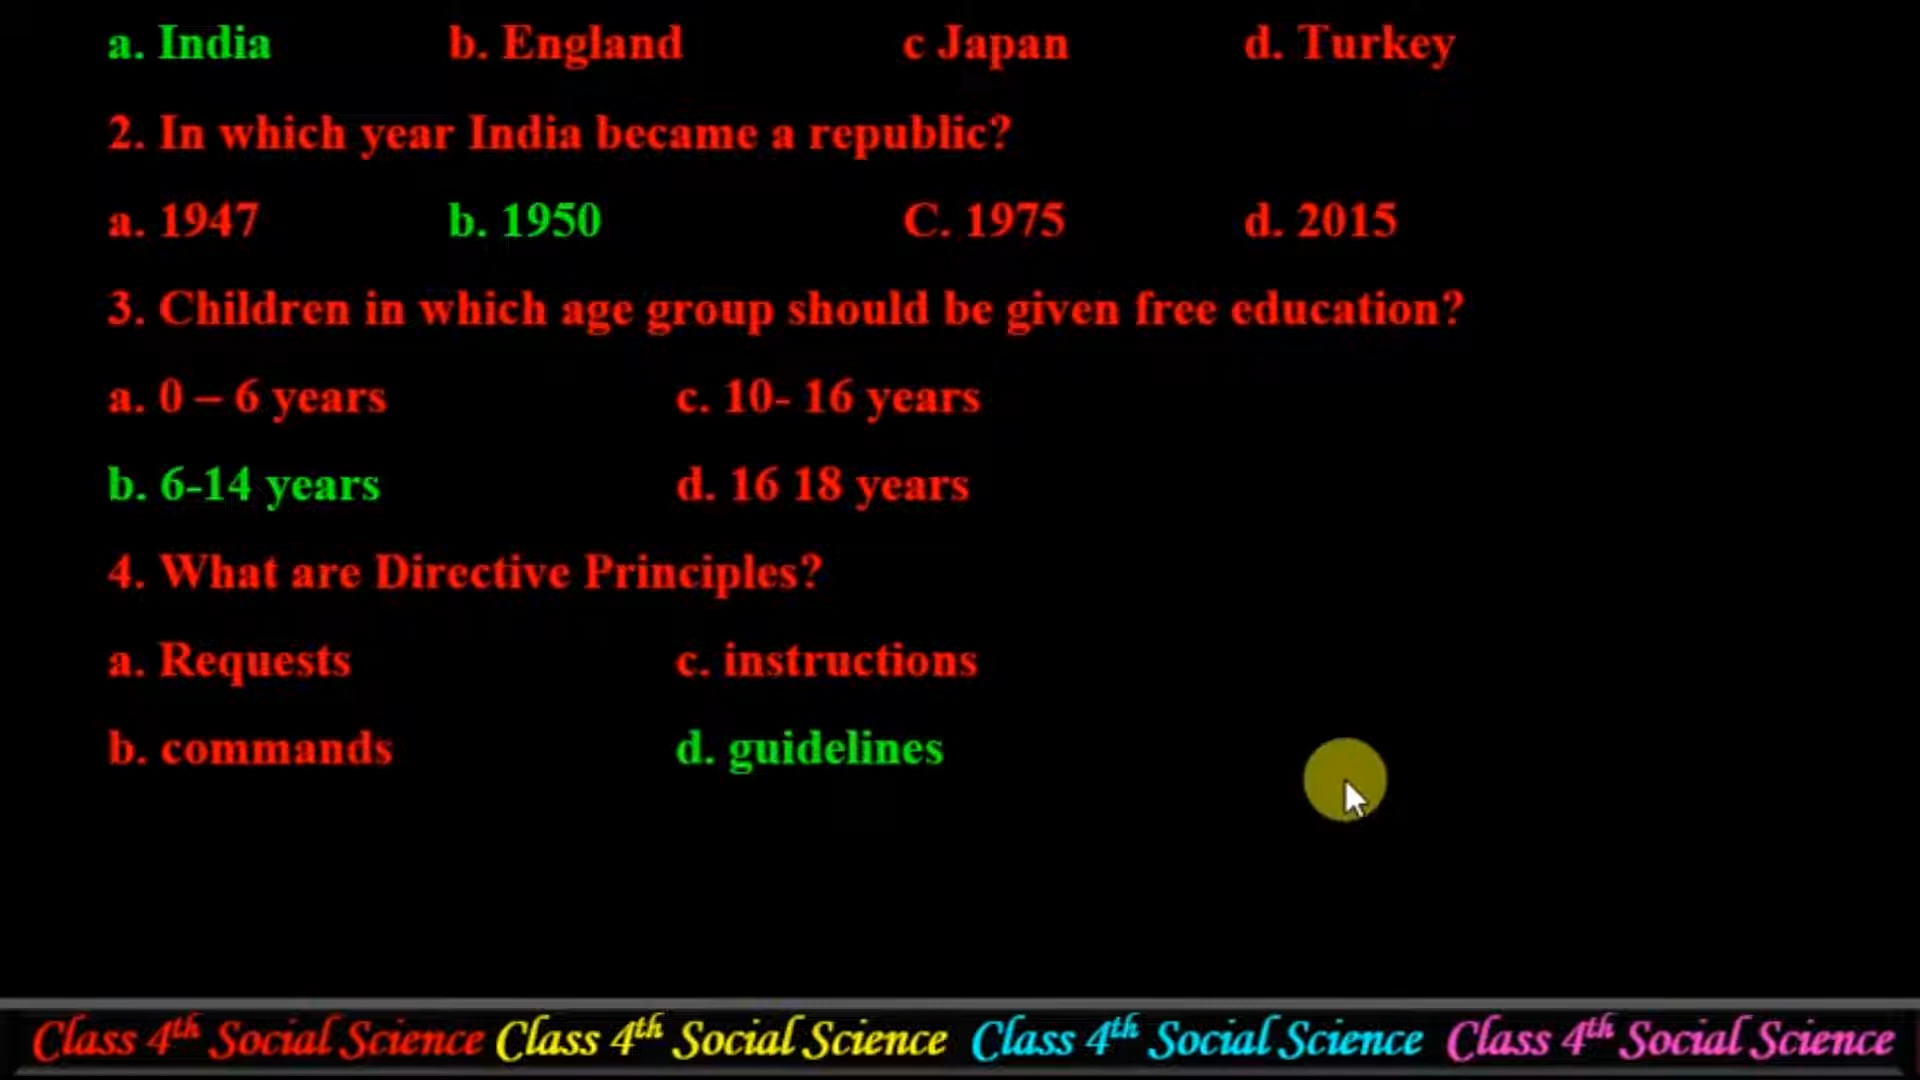 a. India b. England c Japan d. Turkey
2. In which year India became a republic?
a. 1947 b. 1950 C. 1975 d. 2015
3. Children in which age group should be given free education?
a. 0 – 6 years c. 10- 16 years
b. 6-14 years d. 16 18 years
4. What are Directive Principles?
a. Requests c. instructions
b. commands d. guidelines
Class 4th Social Science Class 4th Social Science Class 4th Social Science Class 4th Social Science